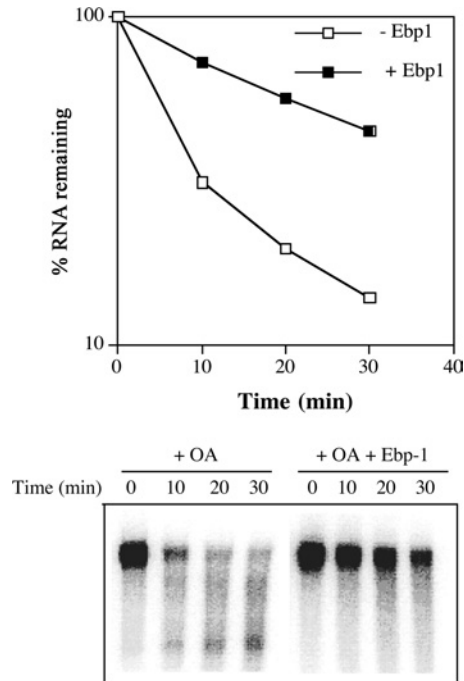 100
- Ebp1
+ Ebp1
% RNA remaining
10
0 10 20 30 40
Time (min)
+ OA + OA + Ebp-1
Time (min) 0 10 20 30 0 10 20 30